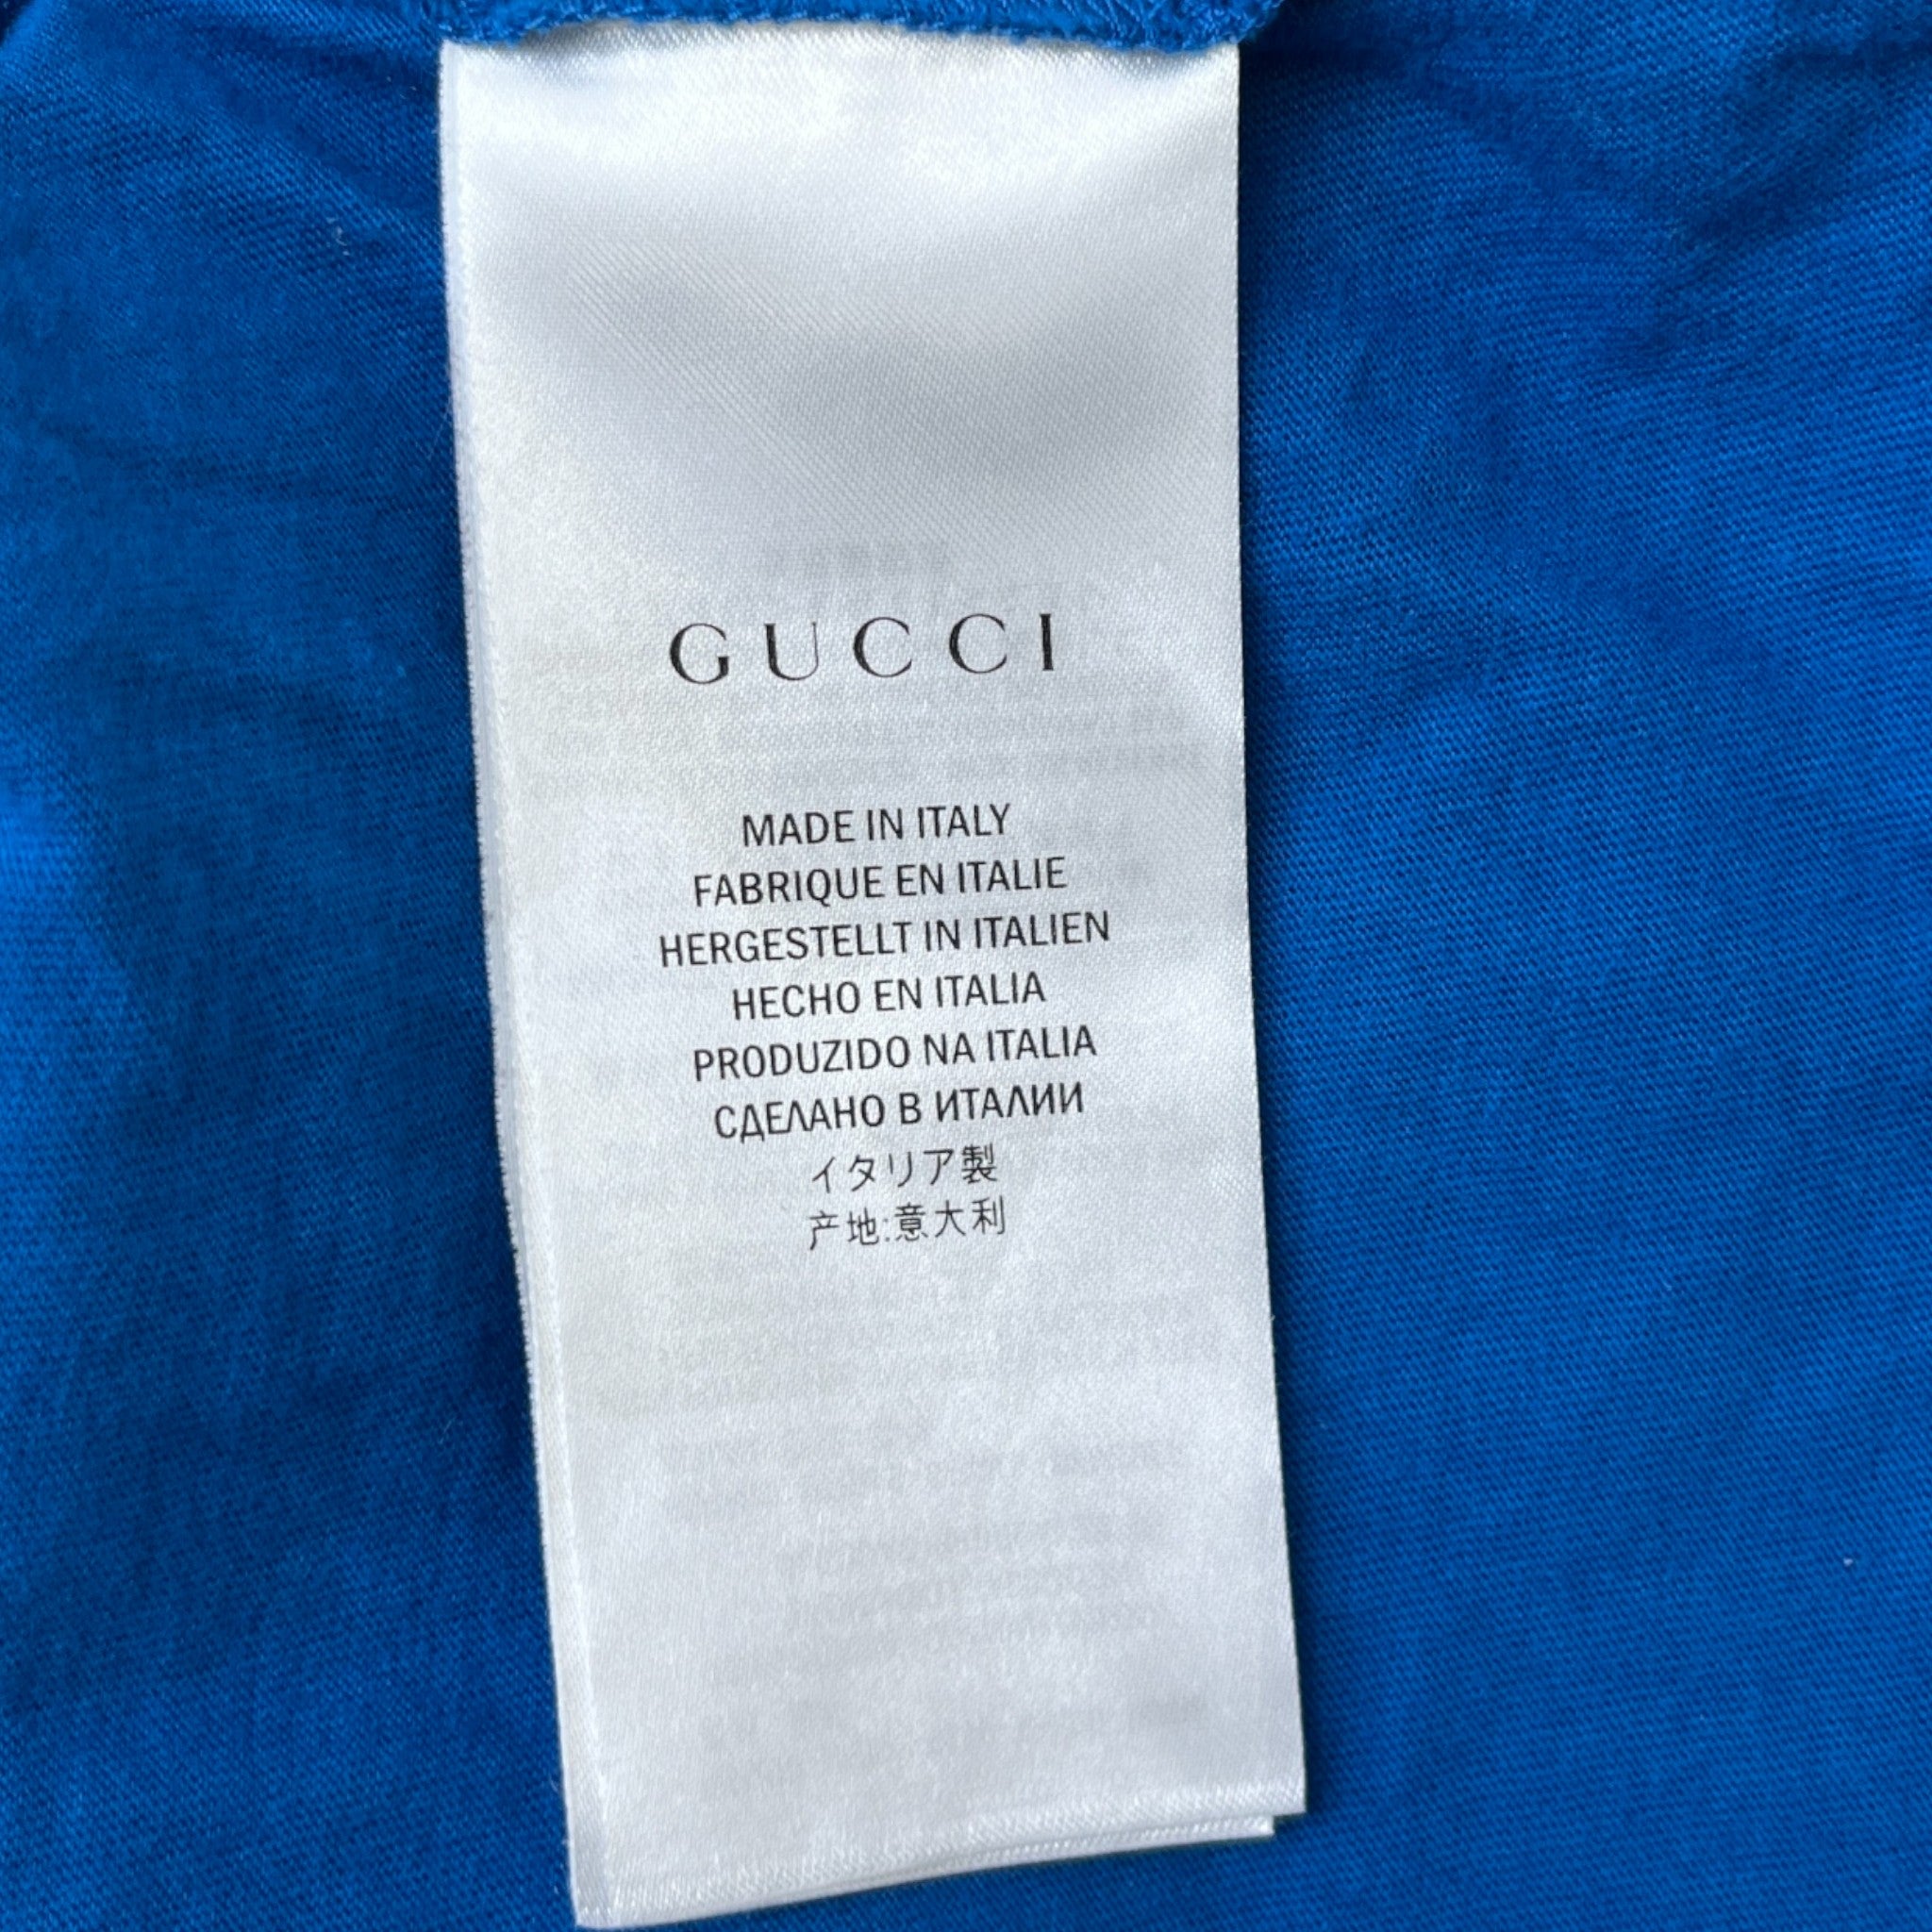 GUCCI
MADE IN ITALY
FABRIQUE EN ITALIE
HERGESTELLT IN ITALIEN
HECHO EN ITALIA
PRODUZIDO NA ITALIA
СДЕЛАНО В ИТАЛИИ
イタリア製
产地:意大利